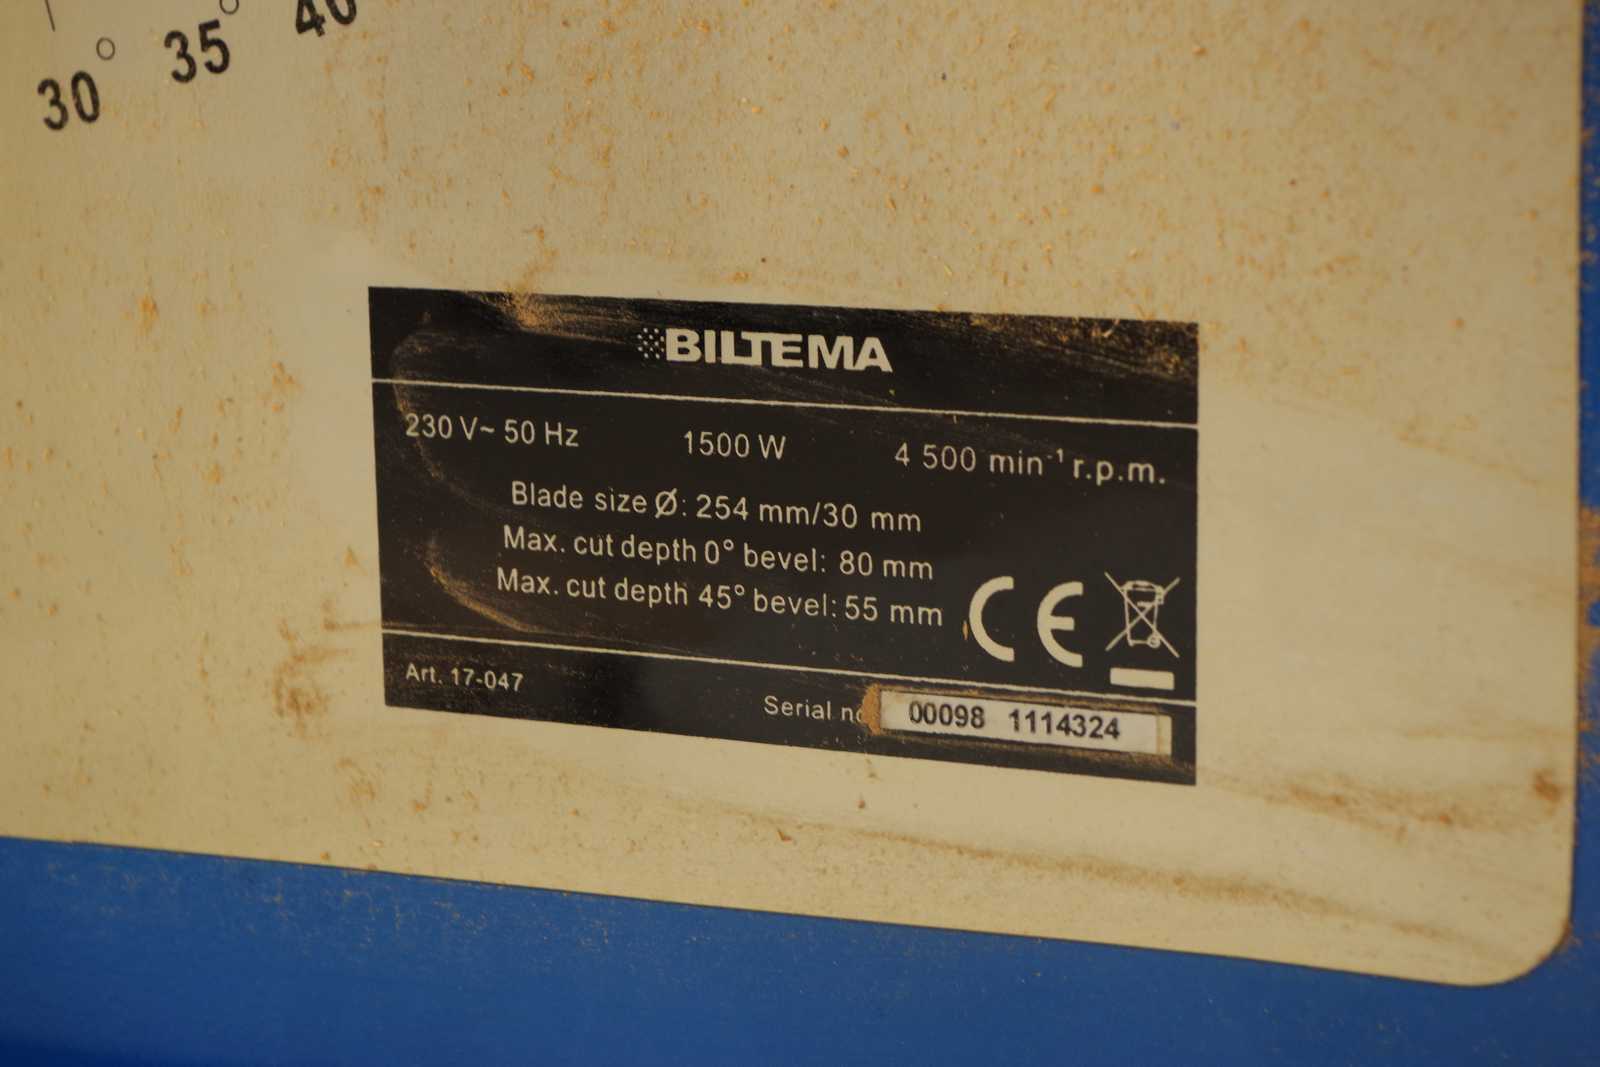 30° 35° 40
BILTEMA
230 V~ 50 Hz 1500 W 4 500 min⁻¹ r.p.m.
Blade size Ø: 254 mm/30 mm
Max. cut depth 0° bevel: 80 mm
Max. cut depth 45° bevel: 55 mm
CE
Art. 17-047
Serial no 00098 1114324